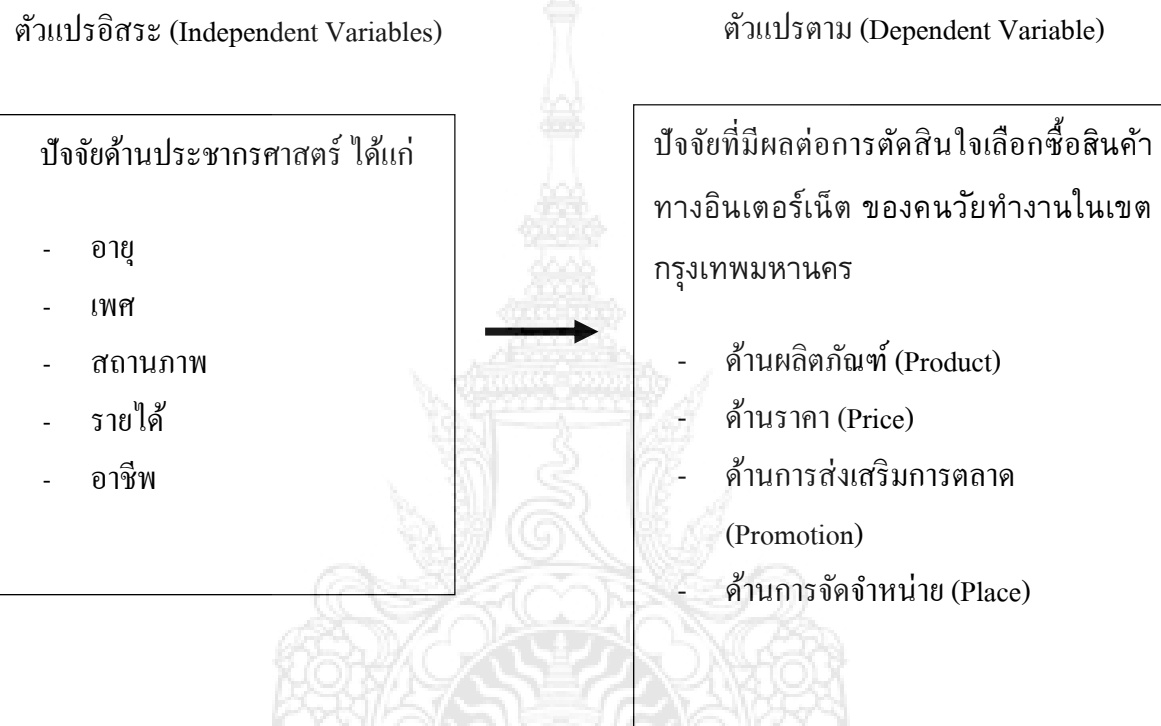 ตัวแปรอิสระ (Independent Variables)
ตัวแปรตาม (Dependent Variable)
ปัจจัยด้านประชากรศาสตร์ ได้แก่
- อายุ
- เพศ
- สถานภาพ
- รายได้
- อาชีพ
ปัจจัยที่มีผลต่อการตัดสินใจเลือกซื้อสินค้า
ทางอินเตอร์เน็ต ของคนวัยทำงานในเขต
กรุงเทพมหานคร
- ด้านผลิตภัณฑ์ (Product)
- ด้านราคา (Price)
- ด้านการส่งเสริมการตลาด
(Promotion)
- ด้านการจัดจำหน่าย (Place)